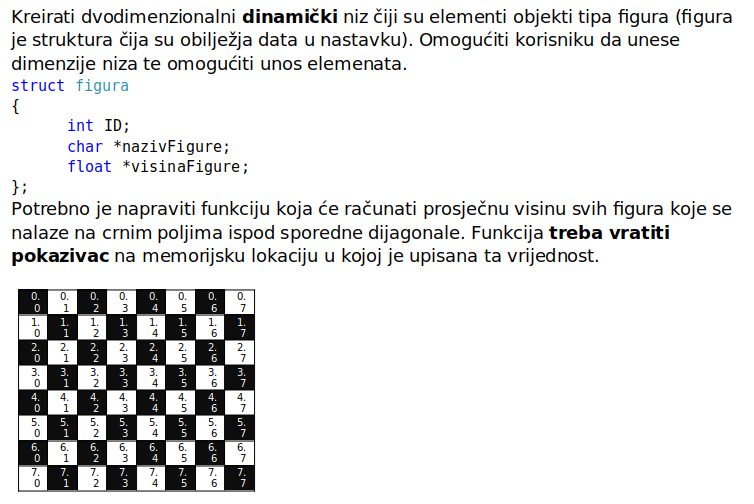 Kreirati dvodimenzionalni dinamički niz čiji su elementi objekti tipa figura (figura
je struktura čija su obilježja data u nastavku). Omogućiti korisniku da unese
dimenzije niza te omogućiti unos elemenata.
struct figura
{
int ID;
char *nazivFigure;
float *visinaFigure;
};
Potrebno je napraviti funkciju koja će računati prosječnu visinu svih figura koje se
nalaze na crnim poljima ispod sporedne dijagonale. Funkcija treba vratiti
pokazivac na memorijsku lokaciju u kojoj je upisana ta vrijednost.
0. 0. 0. 0. 0. 0. 0. 0.
0 1 2 3 4 5 6 7
1. 1. 1. 1. 1. 1. 1. 1.
0 1 2 3 4 5 6 7
2. 2. 2. 2. 2. 2. 2. 2.
0 1 2 3 4 5 6 7
3. 3. 3. 3. 3. 3. 3. 3.
0 1 2 3 4 5 6 7
4. 4. 4. 4. 4. 4. 4. 4.
0 1 2 3 4 5 6 7
5. 5. 5. 5. 5. 5. 5. 5.
0 1 2 3 4 5 6 7
6. 6. 6. 6. 6. 6. 6. 6.
0 1 2 3 4 5 6 7
7. 7. 7. 7. 7. 7. 7. 7.
0 1 2 3 4 5 6 7